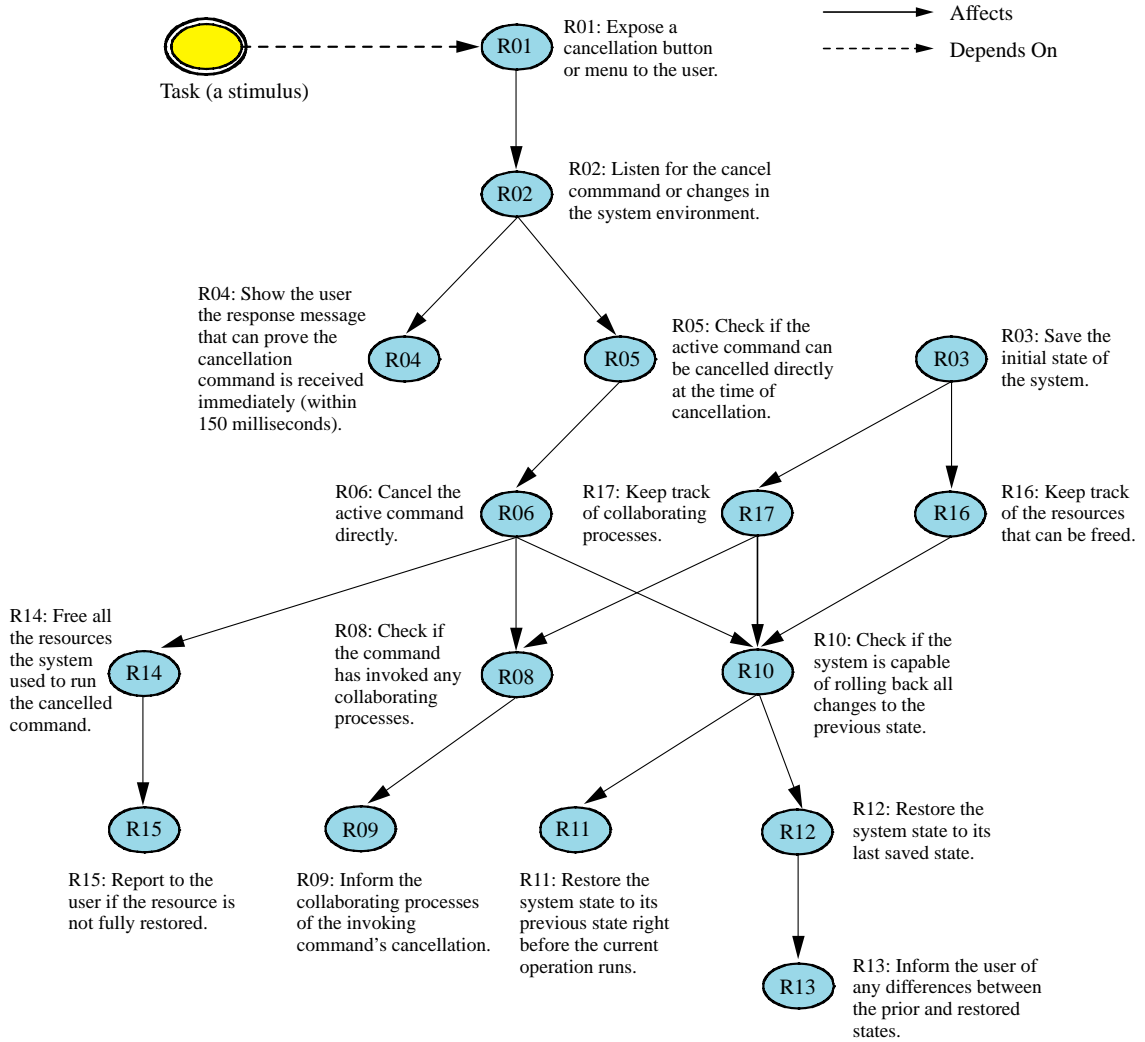 Affects
Depends On
Task (a stimulus)
R01
R01: Expose a
cancellation button
or menu to the user.
R02
R02: Listen for the cancel
commmand or changes in
the system environment.
R04: Show the user
the response message
that can prove the
cancellation
command is received
immediately (within
150 milliseconds).
R04
R05
R05: Check if the
active command can
be cancelled directly
at the time of
cancellation.
R03
R03: Save the
initial state of
the system.
R06: Cancel the
active command
directly.
R06
R17: Keep track
of collaborating
processes.
R17
R16
R16: Keep track
of the resources
that can be freed.
R14: Free all
the resources
the system
used to run
the cancelled
command.
R14
R08: Check if
the command
has invoked any
collaborating
processes.
R08
R10
R10: Check if the
system is capable
of rolling back all
changes to the
previous state.
R15
R15: Report to the
user if the resource is
not fully restored.
R09
R09: Inform the
collaborating processes
of the invoking
command’s cancellation.
R11
R11: Restore the
system state to its
previous state right
before the current
operation runs.
R12
R12: Restore the
system state to its
last saved state.
R13
R13: Inform the user of
any differences between
the prior and restored
states.